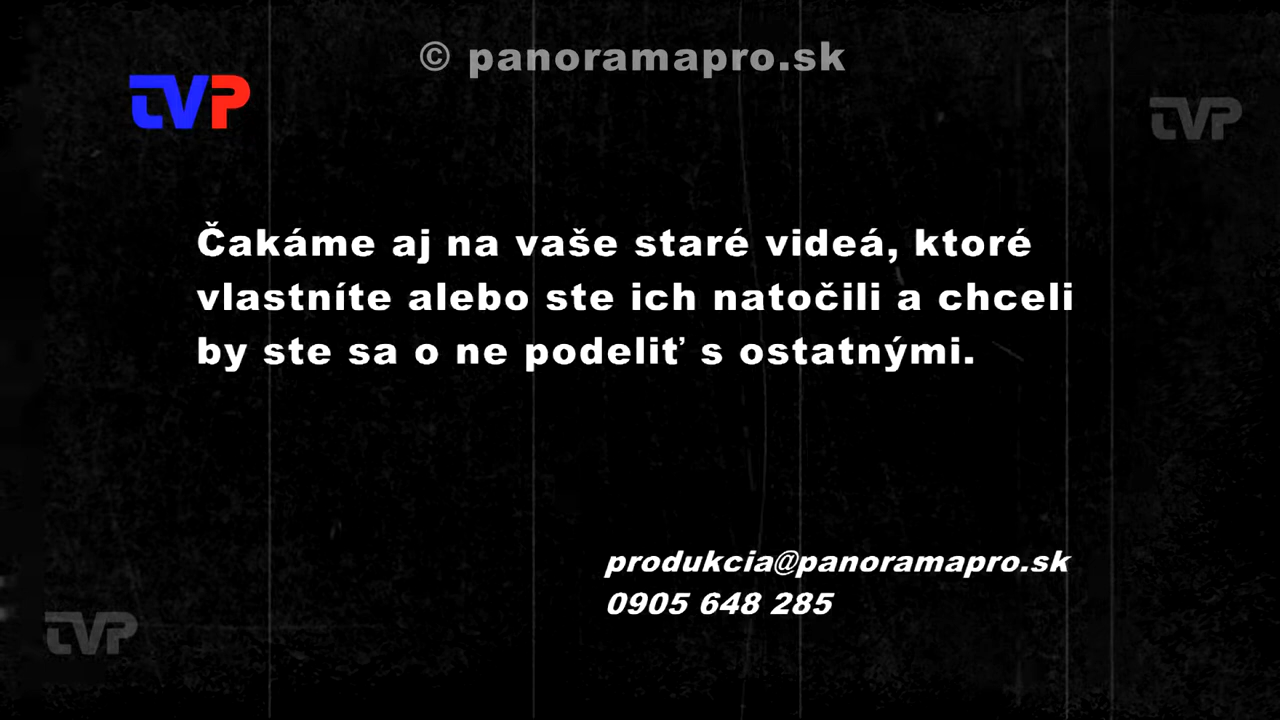 © panoramapro.sk
TVP
TVP
Čakáme aj na vaše staré videá, ktoré
vlastníte alebo ste ich natočili a chceli
by ste sa o ne podeliť s ostatnými.
produkcia@panoramapro.sk
0905 648 285
TVP